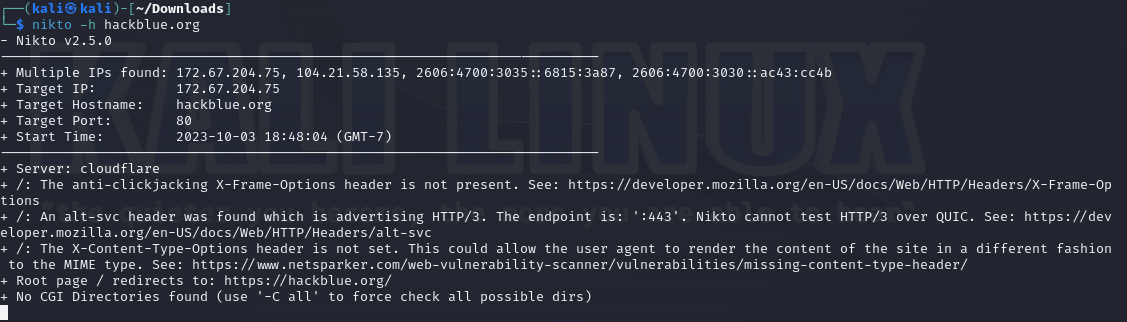 (kali㉿kali)-[~/Downloads]
$ nikto -h hackblue.org
- Nikto v2.5.0
+ Multiple IPs found: 172.67.204.75, 104.21.58.135, 2606:4700:3035::6815:3a87, 2606:4700:3030::ac43:cc4b
+ Target IP:          172.67.204.75
+ Target Hostname:    hackblue.org
+ Target Port:        80
+ Start Time:         2023-10-03 18:48:04 (GMT-7)
+ Server: cloudflare
+ /: The anti-clickjacking X-Frame-Options header is not present. See: https://developer.mozilla.org/en-US/docs/Web/HTTP/Headers/X-Frame-Op
tions
+ /: An alt-svc header was found which is advertising HTTP/3. The endpoint is: ':443'. Nikto cannot test HTTP/3 over QUIC. See: https://dev
eloper.mozilla.org/en-US/docs/Web/HTTP/Headers/alt-svc
+ /: The X-Content-Type-Options header is not set. This could allow the user agent to render the content of the site in a different fashion
 to the MIME type. See: https://www.netsparker.com/web-vulnerability-scanner/vulnerabilities/missing-content-type-header/
+ Root page / redirects to: https://hackblue.org/
+ No CGI Directories found (use '-C all' to force check all possible dirs)
KALI LINUX